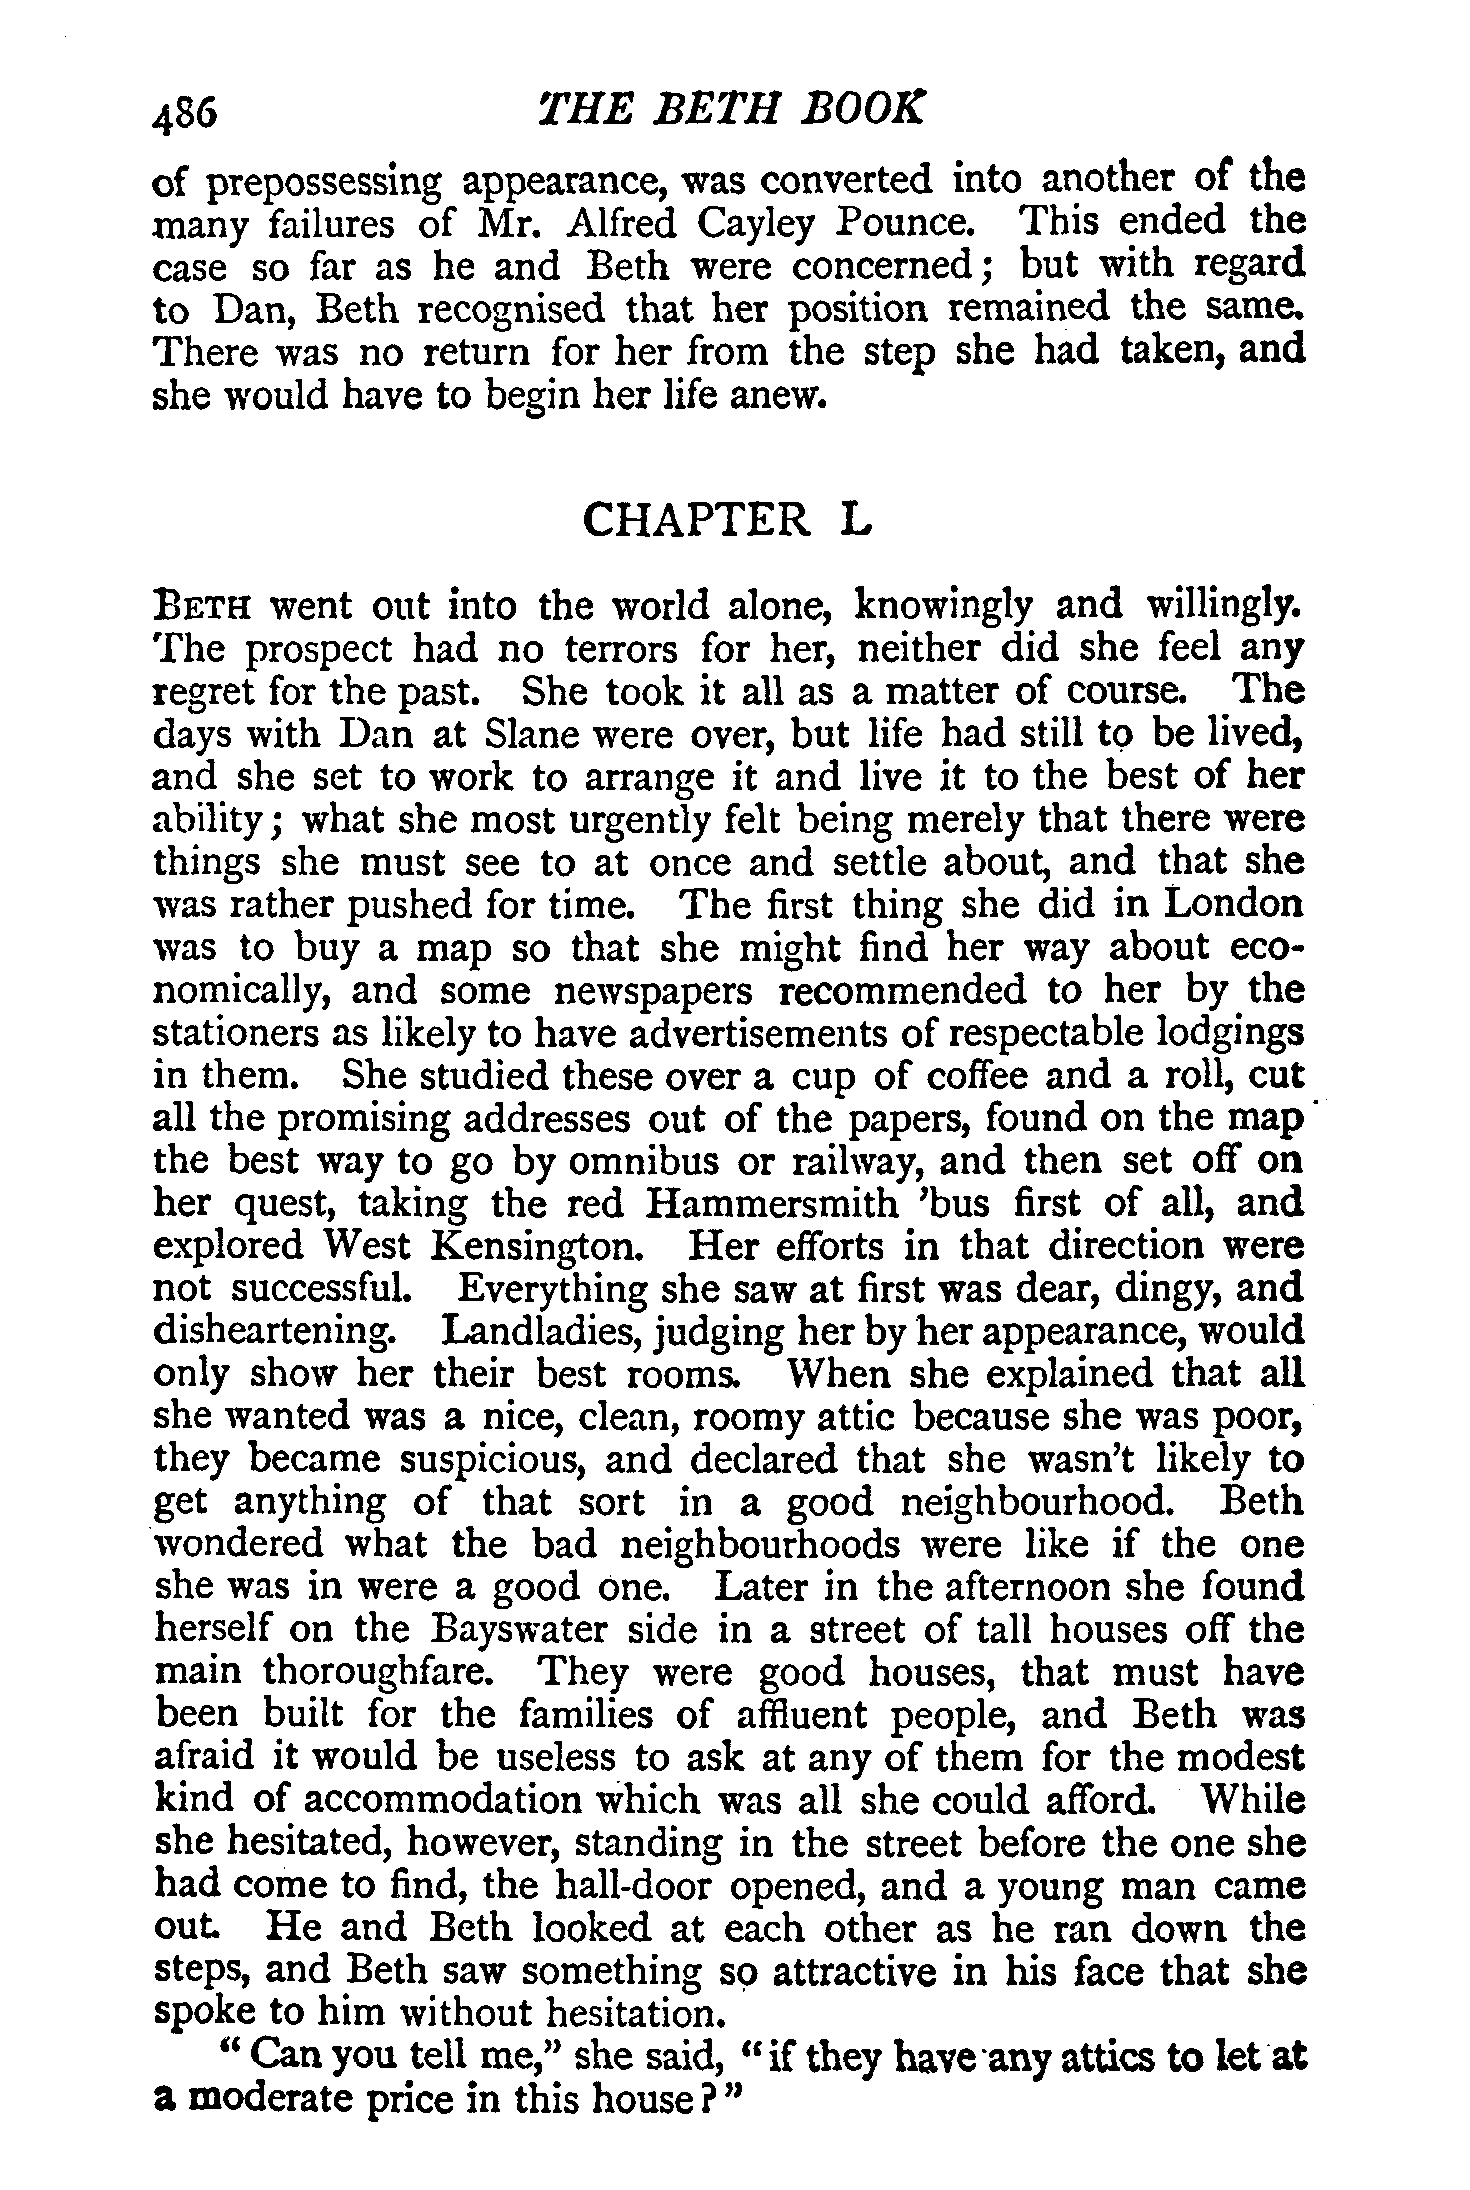 486 THE BETH BOOK
of prepossessing appearance, was converted into another of the
many failures of Mr. Alfred Cayley Pounce. This ended the
case so far as he and Beth were concerned; but with regard
to Dan, Beth recognised that her position remained the same.
There was no return for her from the step she had taken, and
she would have to begin her life anew.
CHAPTER L
BETH went out into the world alone, knowingly and willingly.
The prospect had no terrors for her, neither did she feel any
regret for the past. She took it all as a matter of course. The
days with Dan at Slane were over, but life had still to be lived,
and she set to work to arrange it and live it to the best of her
ability; what she most urgently felt being merely that there were
things she must see to at once and settle about, and that she
was rather pushed for time. The first thing she did in London
was to buy a map so that she might find her way about eco-
nomically, and some newspapers recommended to her by the
stationers as likely to have advertisements of respectable lodgings
in them. She studied these over a cup of coffee and a roll, cut
all the promising addresses out of the papers, found on the map
the best way to go by omnibus or railway, and then set off on
her quest, taking the red Hammersmith 'bus first of all, and
explored West Kensington. Her efforts in that direction were
not successful. Everything she saw at first was dear, dingy, and
disheartening. Landladies, judging her by her appearance, would
only show her their best rooms. When she explained that all
she wanted was a nice, clean, roomy attic because she was poor,
they became suspicious, and declared that she wasn't likely to
get anything of that sort in a good neighbourhood. Beth
wondered what the bad neighbourhoods were like if the one
she was in were a good one. Later in the afternoon she found
herself on the Bayswater side in a street of tall houses off the
main thoroughfare. They were good houses, that must have
been built for the families of affluent people, and Beth was
afraid it would be useless to ask at any of them for the modest
kind of accommodation which was all she could afford. While
she hesitated, however, standing in the street before the one she
had come to find, the hall-door opened, and a young man came
out. He and Beth looked at each other as he ran down the
steps, and Beth saw something so attractive in his face that she
spoke to him without hesitation.
"Can you tell me," she said, "if they have any attics to let at
a moderate price in this house?"